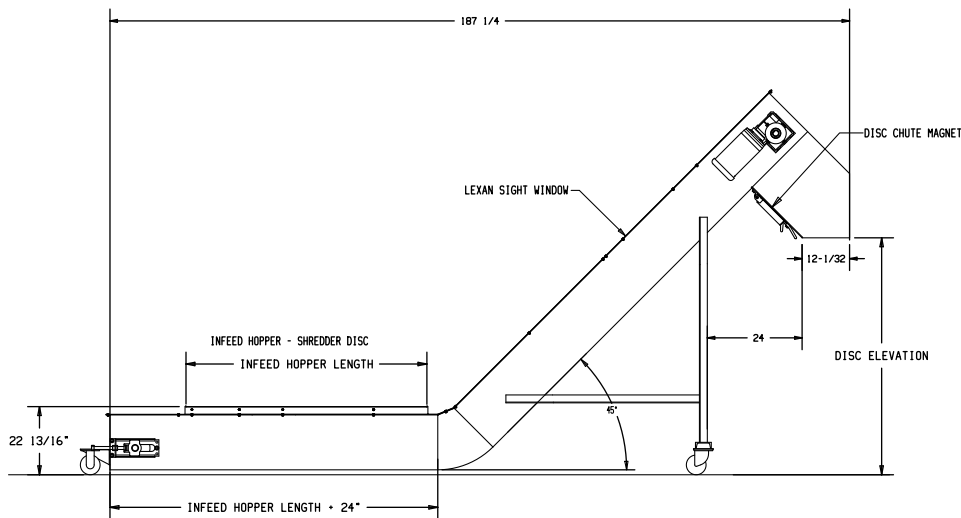 187 1/4
DISC CHUTE MAGNET
LEXAN SIGHT WINDOW
12-1/32
INFEED HOPPER - SHREDDER DISC
24
DISC ELEVATION
INFEED HOPPER LENGTH
45°
22 13/16"
INFEED HOPPER LENGTH + 24"